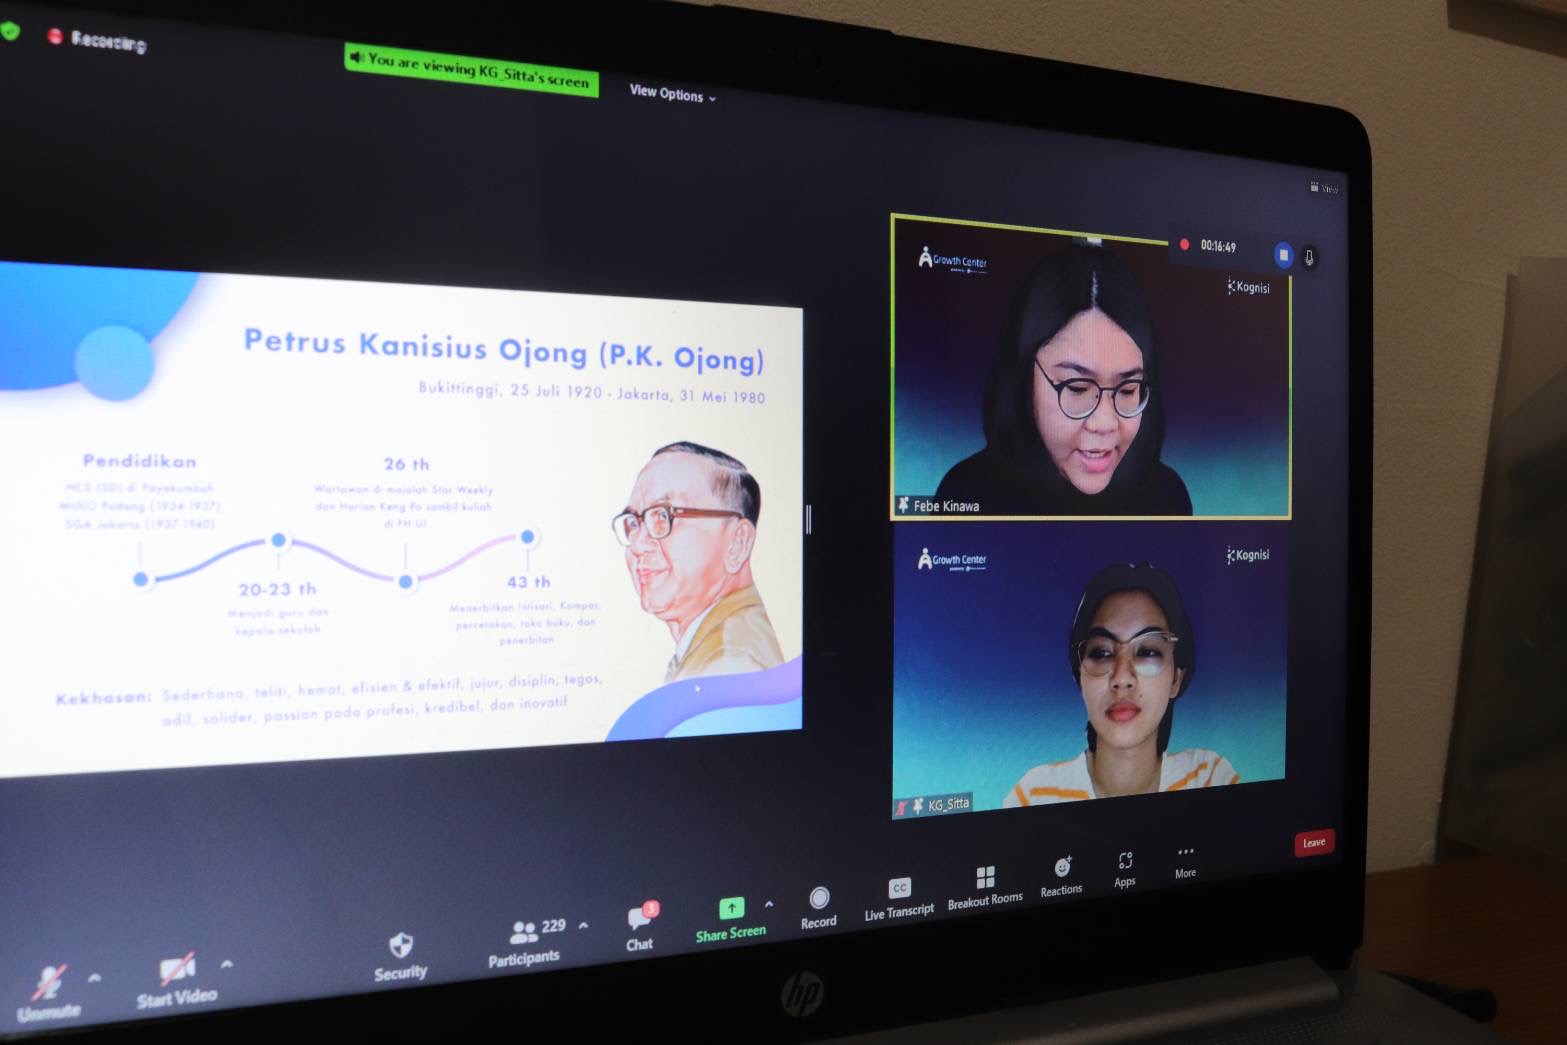 Recording
You are viewing KG_Sitta's screen
View Options
View
Petrus Kanisius Ojong (P.K. Ojong)
Bukittinggi, 25 Juli 1920 - Jakarta, 31 Mei 1980
Pendidikan
HCS (SD) di Payakumbuh
MULO Padang (1934-1937)
SGA Jakarta (1937-1940)
20-23 th
Menjadi guru dan
kepala sekolah
26 th
Wartawan di majalah Star Weekly
dan Harian Keng Po sambil kuliah
di FH UI
43 th
Menerbitkan Intisari, Kompas,
percetakan, toko buku, dan
penerbitan
Kekhasan: Sederhana, teliti, hemat, efisien & efektif, jujur, disiplin, tegas,
adil, solider, passion pada profesi, kredibel, dan inovatif
00:16:49
Growth Center
Kognisi
Febe Kinawa
Growth Center
Kognisi
KG_Sitta
Leave
Unmute
Start Video
Security
229
Participants
3
Chat
Share Screen
Record
CC
Live Transcript
Breakout Rooms
Reactions
Apps
More
hp